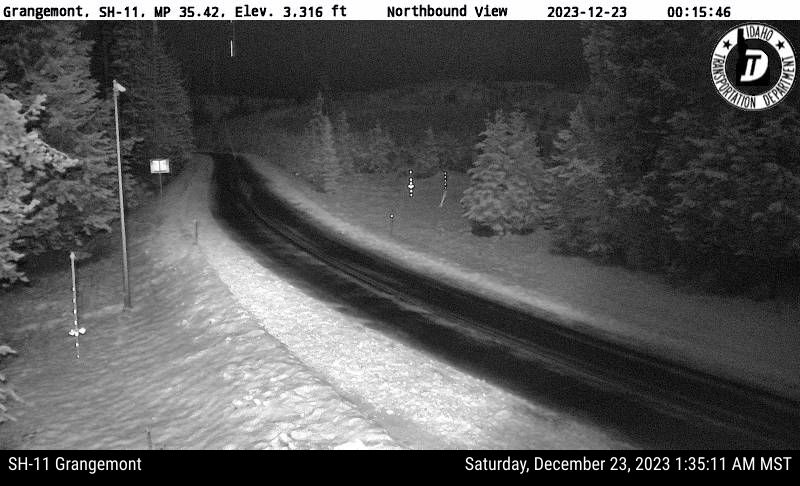 Grangemont, SH-11, MP 35.42, Elev. 3,316 ft Northbound View 2023-12-23 00:15:46
IDAHO
TRANSPORTATION DEPARTMENT
SH-11 Grangemont Saturday, December 23, 2023 1:35:11 AM MST